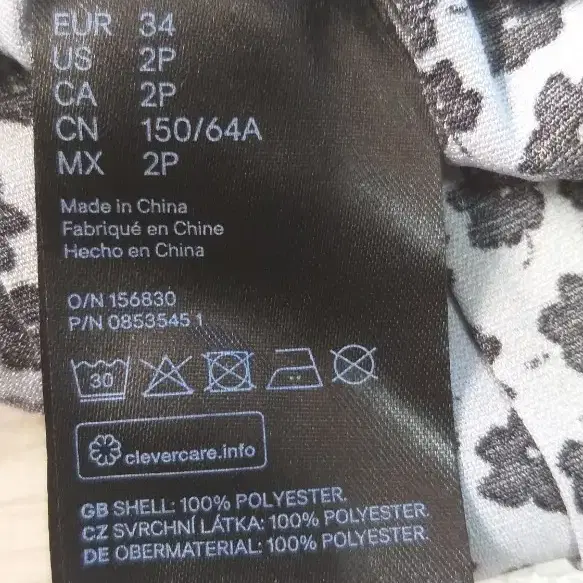 EUR 34
US 2P
CA 2P
CN 150/64A
MX 2P
Made in China
Fabriqué en Chine
Hecho en China
O/N 156830
P/N 0853545 1
30
clevercare.info
GB SHELL: 100% POLYESTER.
CZ SVRCHNÍ LÁTKA: 100% POLYESTER.
DE OBERMATERIAL: 100% POLYESTER.